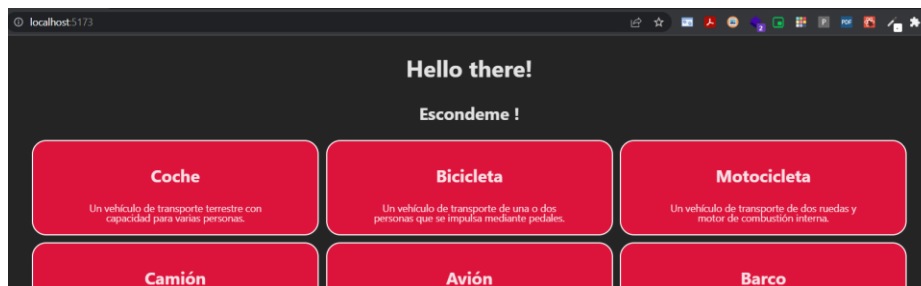 localhost:5173
2
PDF
Hello there!
Escondeme !
Coche
Un vehículo de transporte terrestre con
capacidad para varias personas.
Bicicleta
Un vehículo de transporte de una o dos
personas que se impulsa mediante pedales.
Motocicleta
Un vehículo de transporte de dos ruedas y
motor de combustión interna.
Camión
Avión
Barco